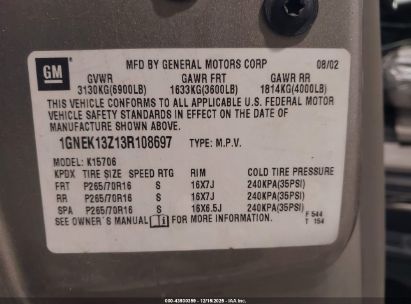 GM
MFD BY GENERAL MOTORS CORP 08/02
GVWR GAWR FRT GAWR RR
3130KG(6900LB) 1633KG(3600LB) 1814KG(4000LB)
THIS VEHICLE CONFORMS TO ALL APPLICABLE U.S. FEDERAL MOTOR
VEHICLE SAFETY STANDARDS IN EFFECT ON THE DATE OF
MANUFACTURE SHOWN ABOVE.
1GNEK13Z13R108697 TYPE: M.P.V.
MODEL: K15706
KPDX TIRE SIZE SPEED RTG RIM COLD TIRE PRESSURE
FRT P265/70R16 S 16X7J 240KPA(35PSI)
RR P265/70R16 S 16X7J 240KPA(35PSI)
SPA P265/70R16 S 16X6.5J 240KPA(35PSI)
SEE OWNER'S MANUAL FOR MORE INFORMATION.
F 544
T 154